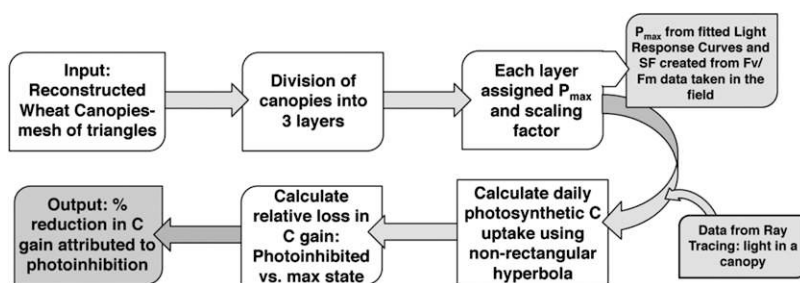 Input:
Reconstructed
Wheat Canopies-
mesh of triangles
Division of
canopies into
3 layers
Each layer
assigned Pmax
and scaling
factor
Pmax from fitted Light
Response Curves and
SF created from Fv/
Fm data taken in the
field
Data from Ray
Tracing: light in a
canopy
Calculate daily
photosynthetic C
uptake using
non-rectangular
hyperbola
Calculate
relative loss in
C gain:
Photoinhibited
vs. max state
Output: %
reduction in C
gain attributed to
photoinhibition